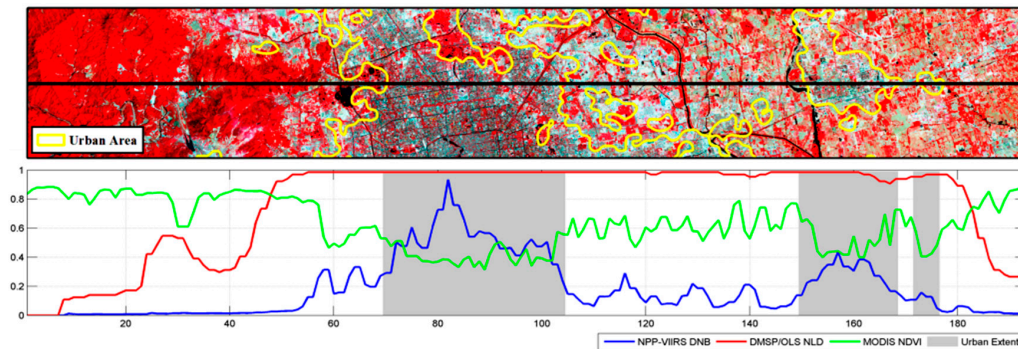 Urban Area
1
0.8
0.6
0.4
0.2
0
20 40 60 80 100 120 140 160 180
NPP-VIIRS DNB DMSP/OLS NLD MODIS NDVI Urban Extent